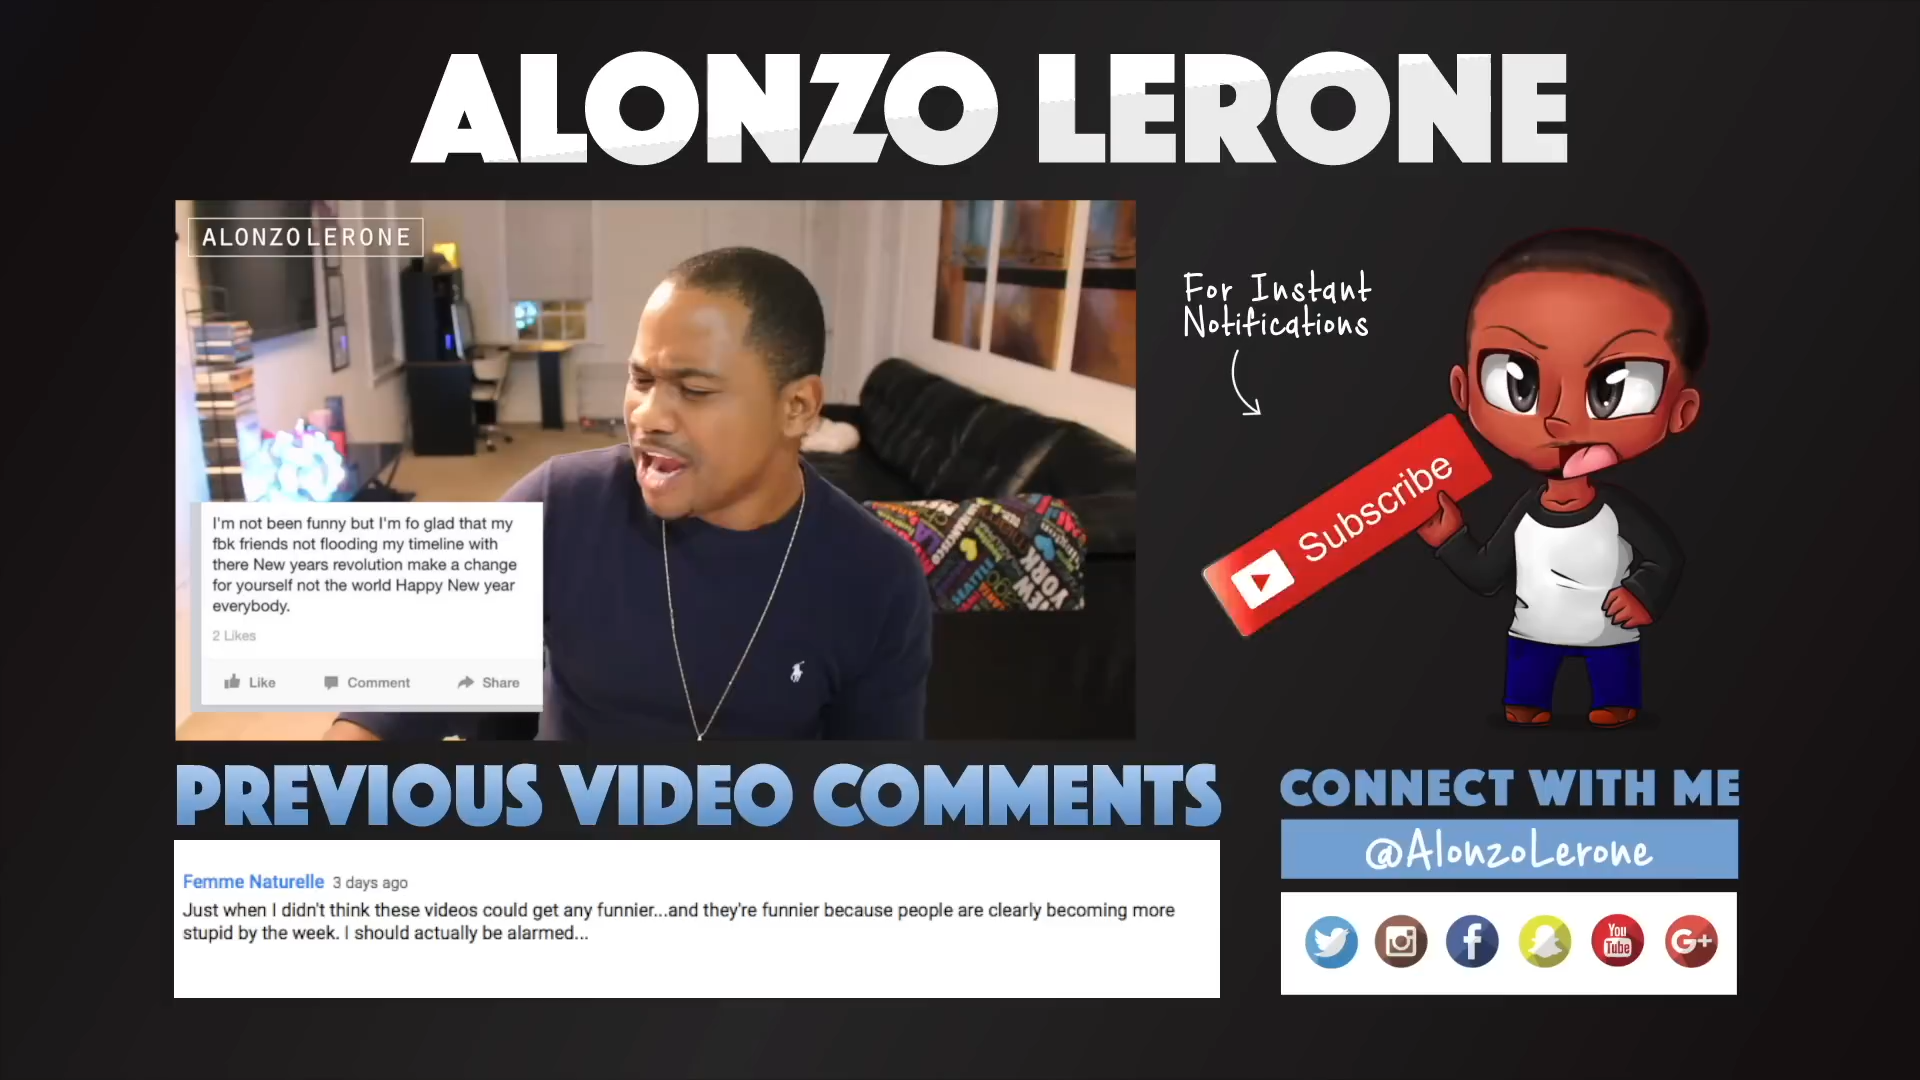 ALONZO LERONE
ALONZOLERONE
I'm not been funny but I'm fo glad that my
fbk friends not flooding my timeline with
there New years revolution make a change
for yourself not the world Happy New year
everybody.
2 Likes
Like Comment Share
NEW
YORK
SEATTLE
For Instant
Notifications
Subscribe
PREVIOUS VIDEO COMMENTS
Femme Naturelle 3 days ago
Just when I didn't think these videos could get any funnier...and they're funnier because people are clearly becoming more
stupid by the week. I should actually be alarmed...
CONNECT WITH ME
@AlonzoLerone
You
Tube
G+